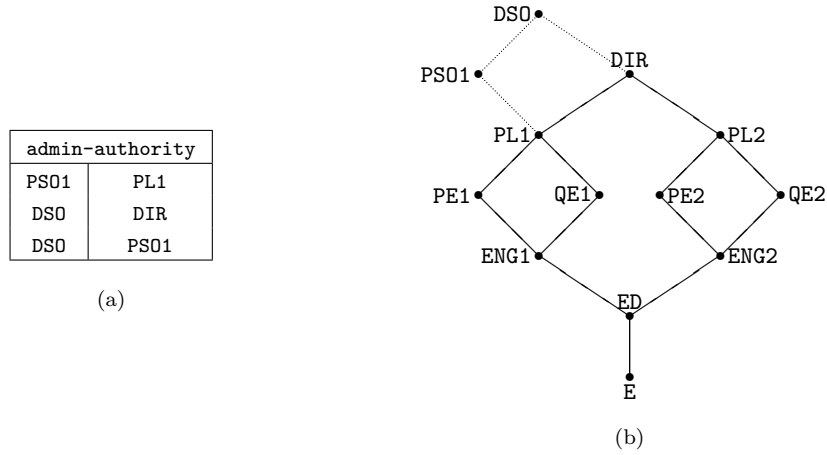 admin-authority
PSO1 PL1
DSO DIR
DSO PSO1
(a)
DSO
PSO1
DIR
PL1
PL2
PE1
QE1
PE2
QE2
ENG1
ENG2
ED
E
(b)